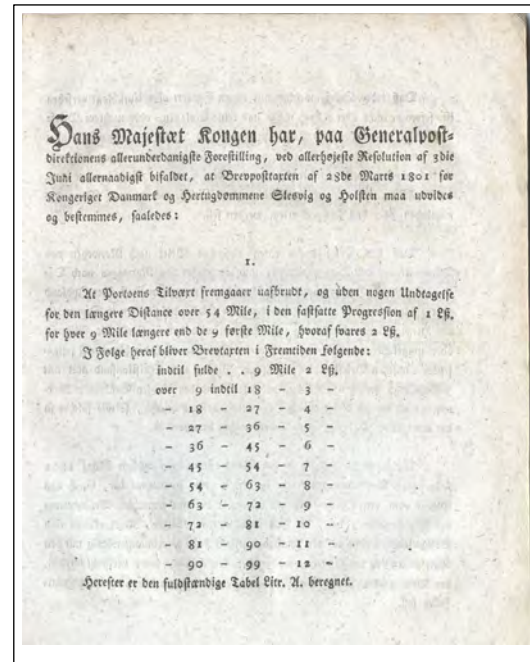 Hans Majestæt Kongen har, paa Generalpost-
direktionens allerunderdanigste Forestilling, ved allerhøjeste Resolution af 3die
Juni allernaadigst bifaldet, at Brevposttaxten af 28de Marts 1801 for
Kongeriget Danmark og Hertugdømmene Slesvig og Holsten maa udvides
og bestemmes, saaledes:
1.
At Portoens Tilvæxt fremgaaer uafbrudt, og uden nogen Undtagelse
for den længere Distance over 54 Mile, i den fastsatte Progression af 1 Lß.
for hver 9 Mile længere end de 9 første Mile, hvoraf svares 2 Lß.
I Følge heraf bliver Brevtaxten i Fremtiden følgende:
indtil fulde . . 9 Mile 2 Lß.
over 9 indtil 18 – 3 –
– 18 – 27 – 4 –
– 27 – 36 – 5 –
– 36 – 45 – 6 –
– 45 – 54 – 7 –
– 54 – 63 – 8 –
– 63 – 72 – 9 –
– 72 – 81 – 10 –
– 81 – 90 – 11 –
– 90 – 99 – 12 –
Herefter er den fuldstændige Tabel Litr. A. beregnet.